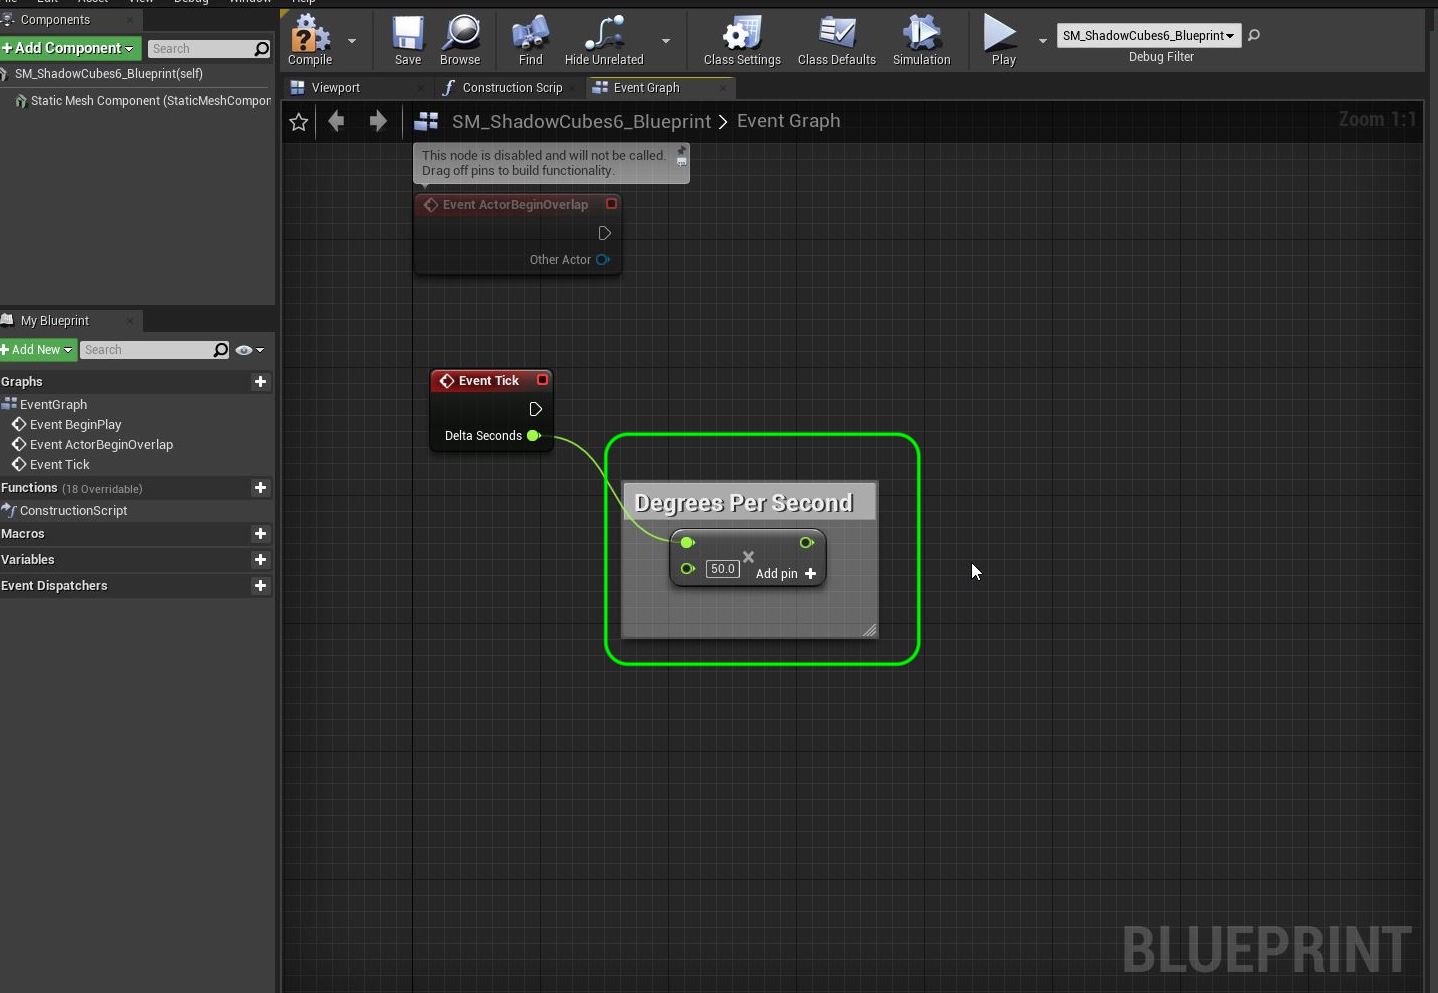 Components
+Add Component
Search
SM_ShadowCubes6_Blueprint(self)
Static Mesh Component (StaticMeshCompor
My Blueprint
+Add New
Search
Graphs
EventGraph
Event BeginPlay
Event ActorBeginOverlap
Event Tick
Functions (18 Overridable)
ConstructionScript
Macros
Variables
Event Dispatchers
Compile
Save
Browse
Find
Hide Unrelated
Class Settings
Class Defaults
Simulation
Play
SM_ShadowCubes6_Blueprint
Debug Filter
Viewport
Construction Scrip
Event Graph
SM_ShadowCubes6_Blueprint > Event Graph
Zoom 1:1
This node is disabled and will not be called.
Drag off pins to build functionality.
Event ActorBeginOverlap
Other Actor
Event Tick
Delta Seconds
Degrees Per Second
50.0
Add pin +
BLUEPRINT